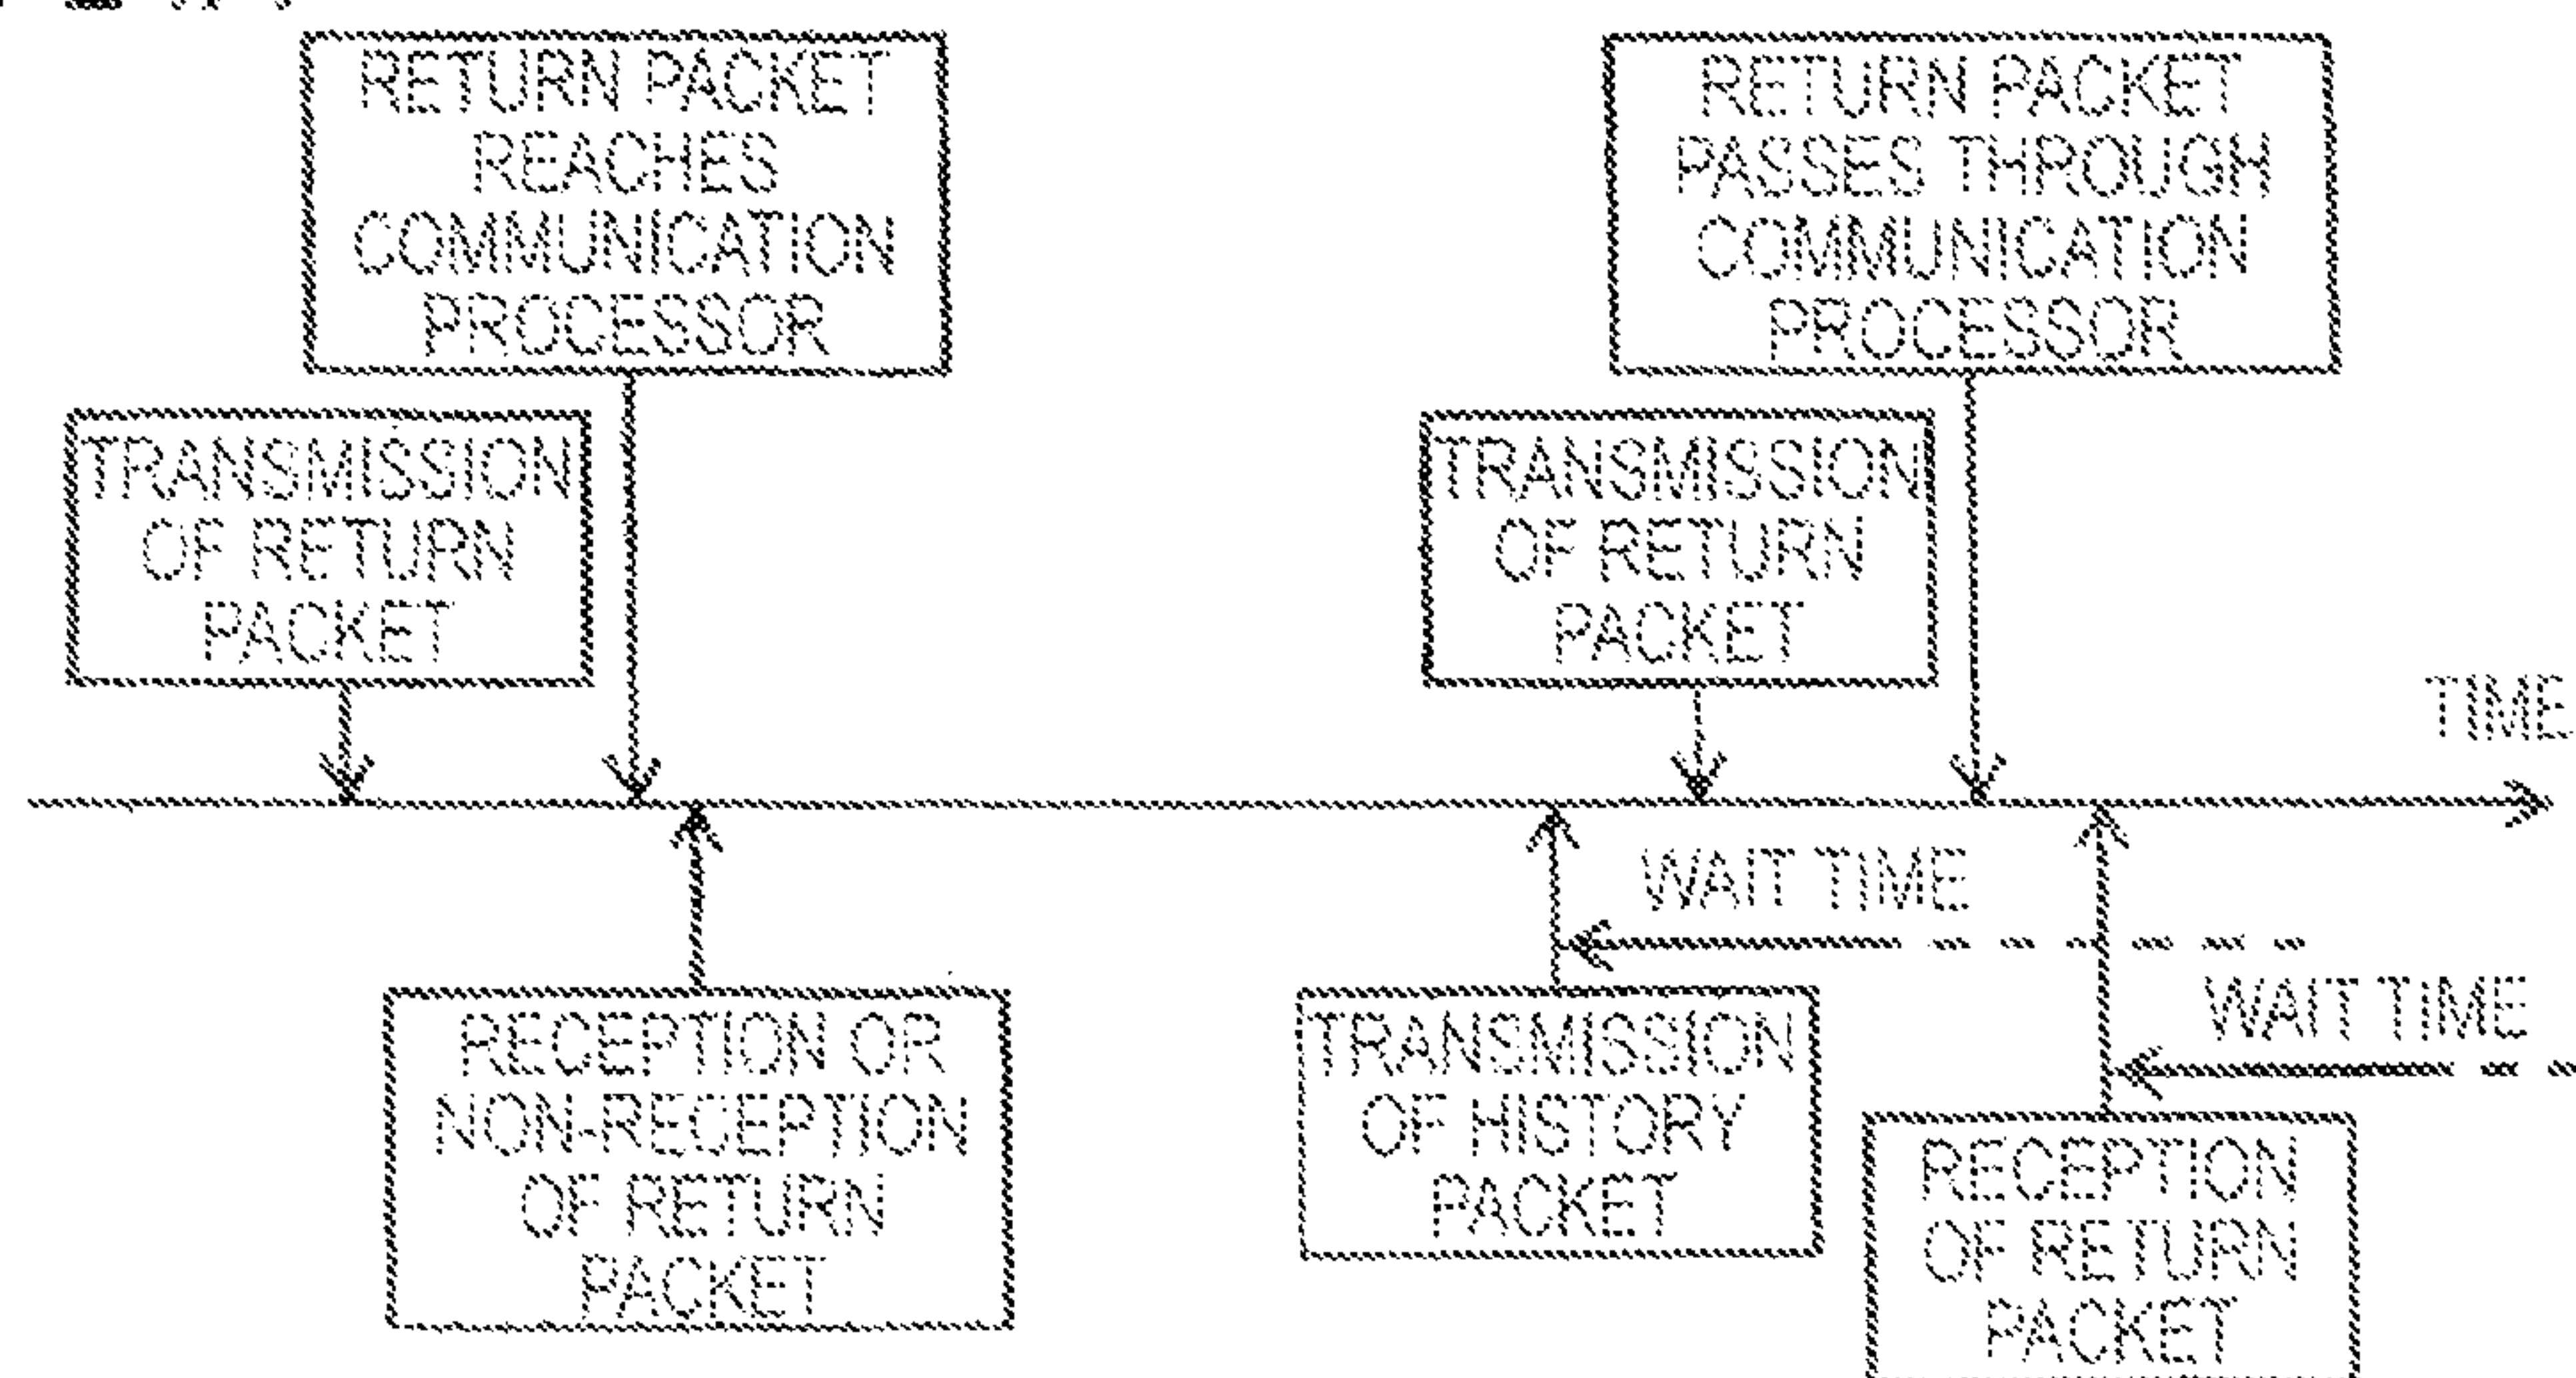 RETURN PACKET
REACHES
COMMUNICATION
PROCESSOR
RETURN PACKET
PASSES THROUGH
COMMUNICATION
PROCESSOR
TRANSMISSION
OF RETURN
PACKET
TRANSMISSION
OF RETURN
PACKET
TIME
WAIT TIME
WAIT TIME
RECEPTION OR
NON-RECEPTION
OF RETURN
PACKET
TRANSMISSION
OF HISTORY
PACKET
RECEPTION
OF RETURN
PACKET